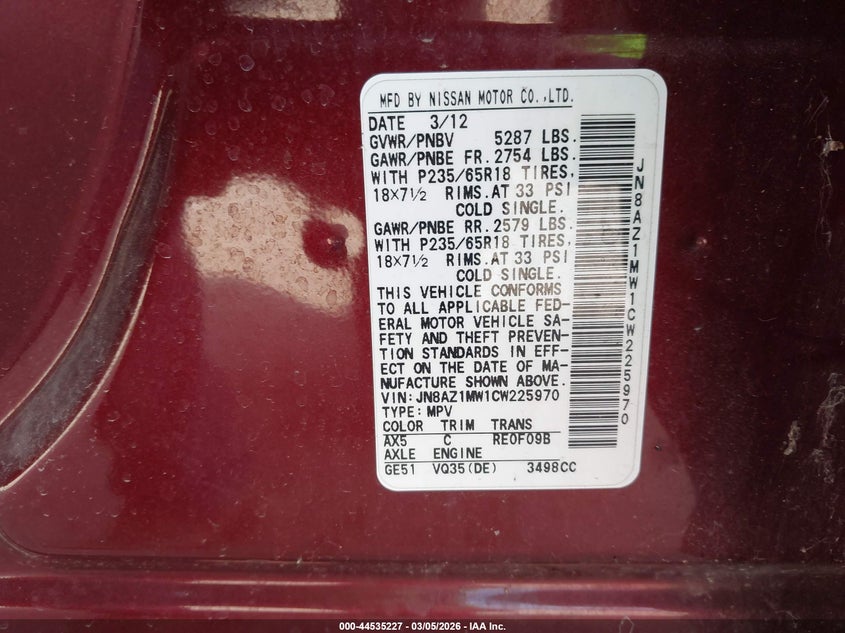 MFD BY NISSAN MOTOR CO.,LTD.
DATE 3/12
GVWR/PNBV 5287 LBS.
GAWR/PNBE FR. 2754 LBS.
WITH P235/65R18 TIRES,
18×7½ RIMS.AT 33 PSI
COLD SINGLE.
GAWR/PNBE RR. 2579 LBS.
WITH P235/65R18 TIRES,
18×7½ RIMS.AT 33 PSI
COLD SINGLE.
THIS VEHICLE CONFORMS
TO ALL APPLICABLE FED-
ERAL MOTOR VEHICLE SA-
FETY AND THEFT PREVEN-
TION STANDARDS IN EFF-
ECT ON THE DATE OF MA-
NUFACTURE SHOWN ABOVE.
VIN: JN8AZ1MW1CW225970
TYPE: MPV
COLOR TRIM TRANS
AX5 C RE0F09B
AXLE ENGINE
GE51 VQ35(DE) 3498CC
JN8AZ1MW1CW225970
000-44535227 - 03/05/2026 - IAA Inc.